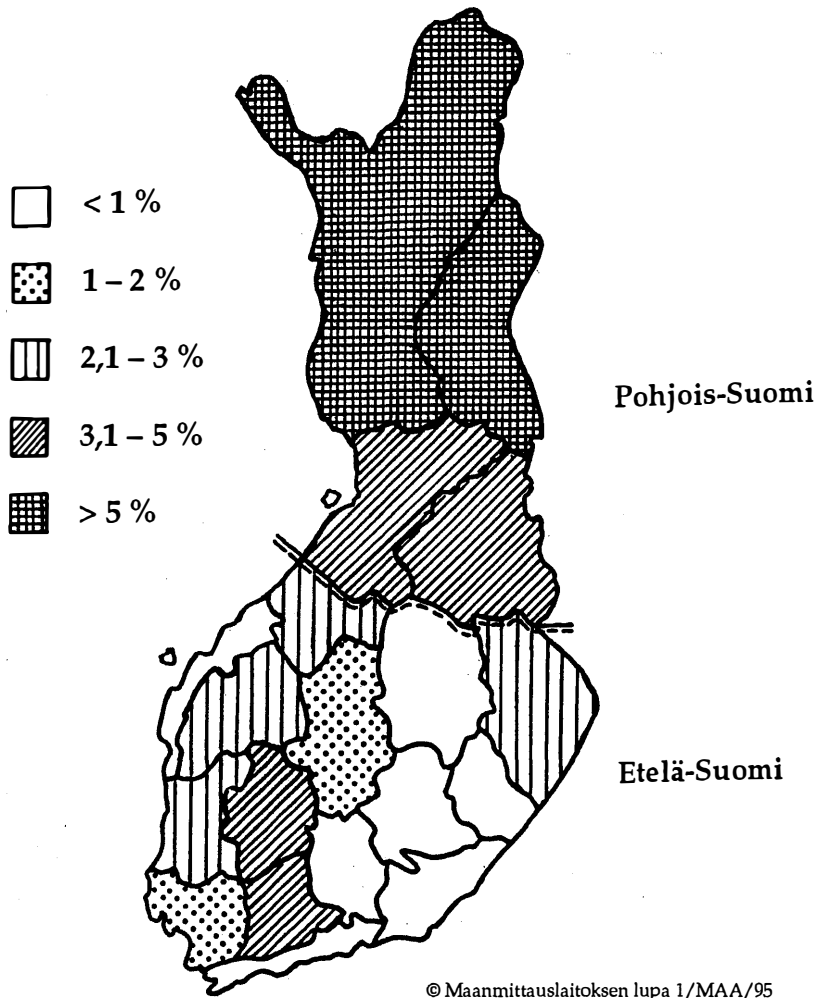 < 1 %
1 – 2 %
2,1 – 3 %
3,1 – 5 %
> 5 %
Pohjois-Suomi
Etelä-Suomi
© Maanmittauslaitoksen lupa 1/MAA/95